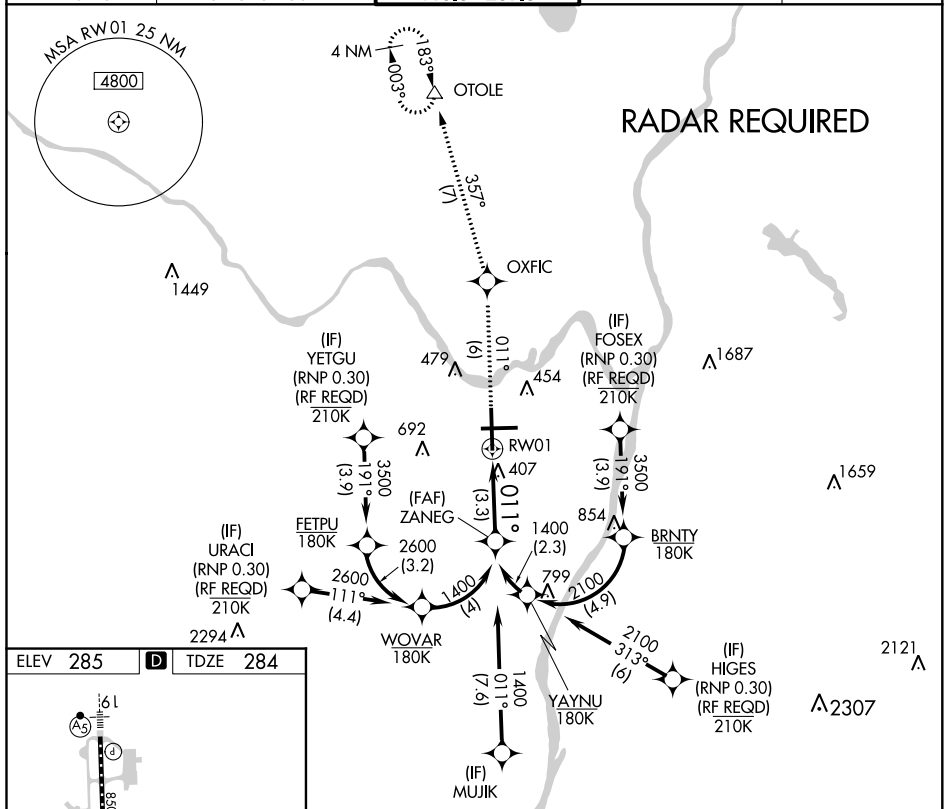 MSA RW01 25 NM
4800
4 NM
183°
003°
OTOLE
RADAR REQUIRED
357°
(7)
OXFIC
1449
011°
(6)
(IF)
YETGU
(RNP 0.30)
(RF REQD)
210K
479
454
(IF)
FOSEX
(RNP 0.30)
(RF REQD)
210K
1687
692
RW01
407
1659
3500
191°
(3.9)
(FAF)
ZANEG
011°
(3.3)
3500
191°
(3.9)
854
BRNTY
180K
FETPU
180K
2600
(3.2)
1400
(2.3)
(IF)
URACI
(RNP 0.30)
(RF REQD)
210K
2600
111°
(4.4)
1400
(4)
799
2100
(4.9)
2294
WOVAR
180K
1400
011°
(7.6)
YAYNU
180K
2100
313°
(6)
(IF)
HIGES
(RNP 0.30)
(RF REQD)
210K
2121
2307
(IF)
MUJIK
ELEV 285
D
TDZE 284
19
A5
P